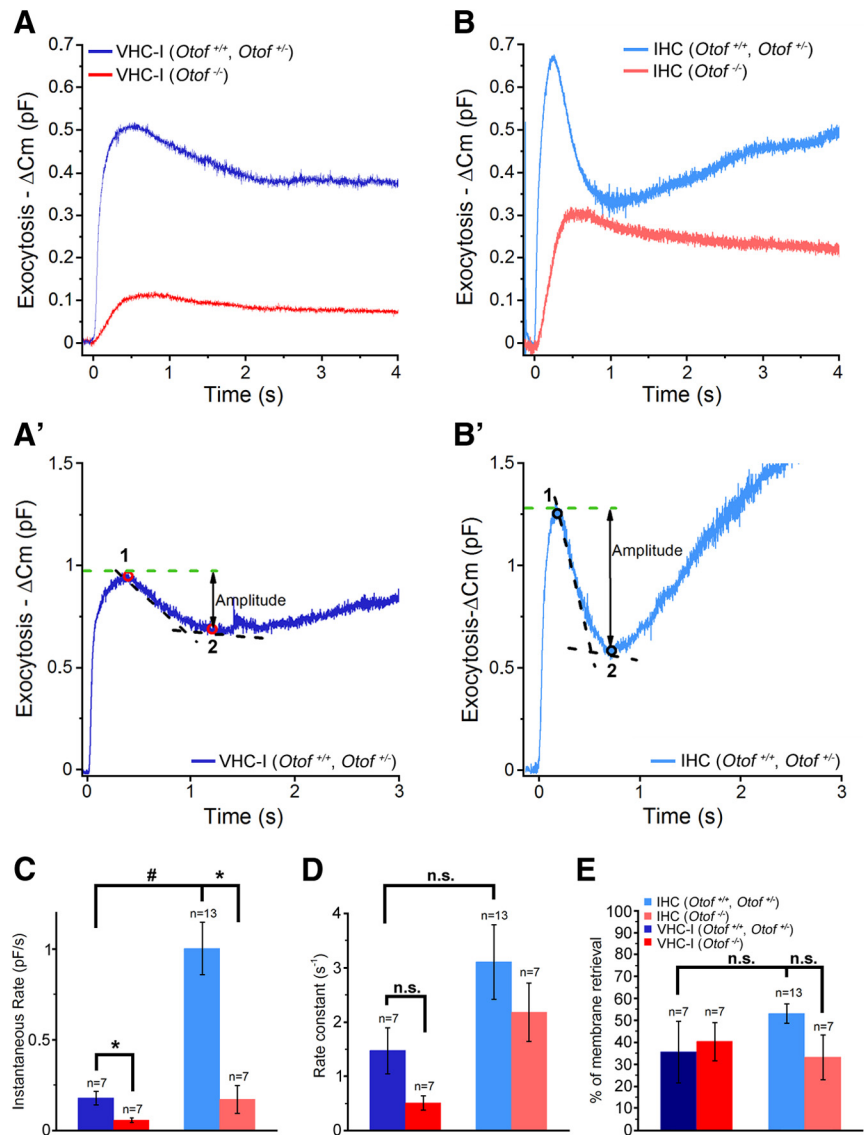 A
VHC-I (Otof +/+, Otof +/-)
VHC-I (Otof -/-)
0.7
0.6
0.5
0.4
0.3
0.2
0.1
0
Exocytosis - ΔCm (pF)
0 1 2 3 4
Time (s)
B
IHC (Otof +/+, Otof +/-)
IHC (Otof -/-)
0.7
0.6
0.5
0.4
0.3
0.2
0.1
0
Exocytosis - ΔCm (pF)
0 1 2 3 4
Time (s)
A'
1.5
1
0.5
0
Exocytosis - ΔCm (pF)
1
Amplitude
2
VHC-I (Otof +/+, Otof +/-)
0 1 2 3
Time (s)
B'
1.5
1
0.5
0
Exocytosis-ΔCm (pF)
1
Amplitude
2
IHC (Otof +/+, Otof +/-)
0 1 2 3
Time (s)
C
# *
n=13
1
0.5
0
Instantaneous Rate (pF/s)
*
n=7
n=7
n=7
D
n.s.
4
3
2
1
0
Rate constant (s-1)
n=13
n.s.
n=7
n=7
n=7
E
IHC (Otof +/+, Otof +/-)
IHC (Otof -/-)
VHC-I (Otof +/+, Otof +/-)
VHC-I (Otof -/-)
100
90
80
70
60
50
40
30
20
10
0
% of membrane retrieval
n.s. n.s.
n=13
n=7 n=7
n=7